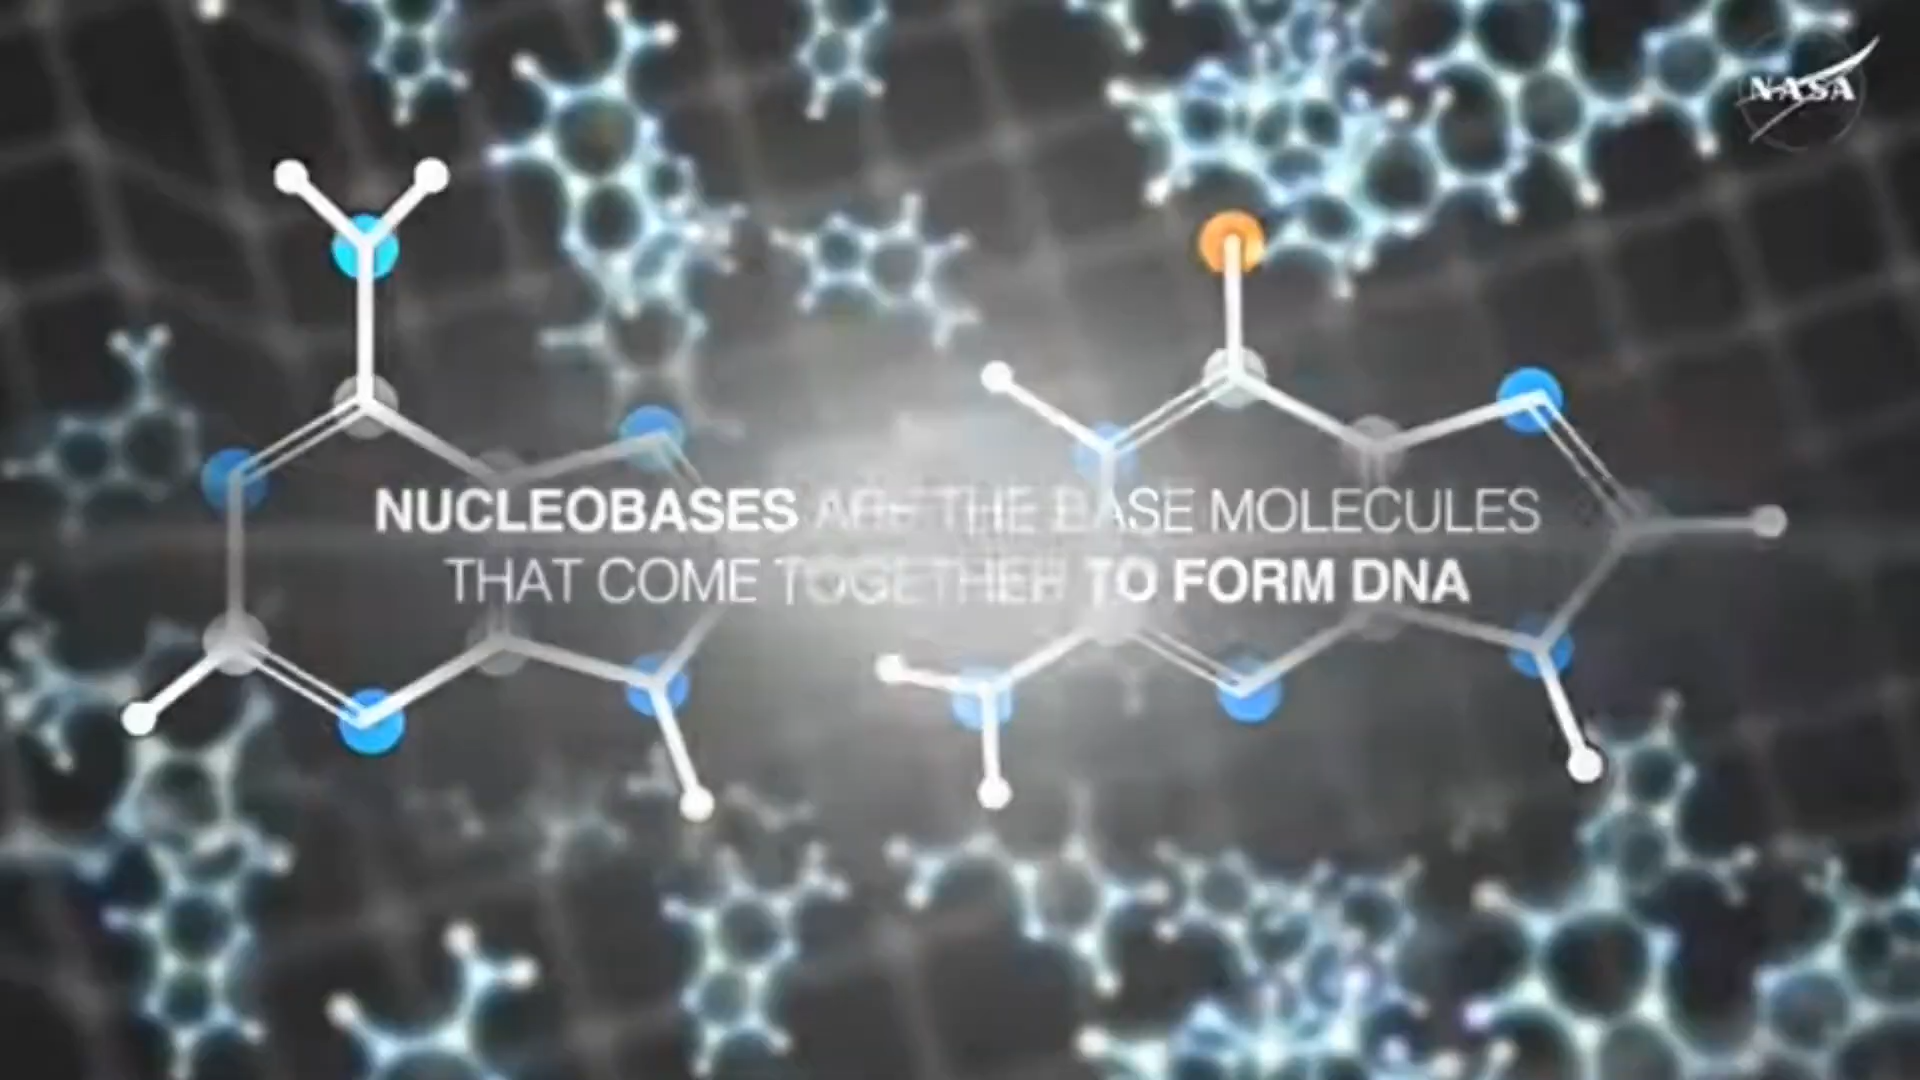 NASA
NUCLEOBASES ARE THE BASE MOLECULES
THAT COME TOGETHER TO FORM DNA